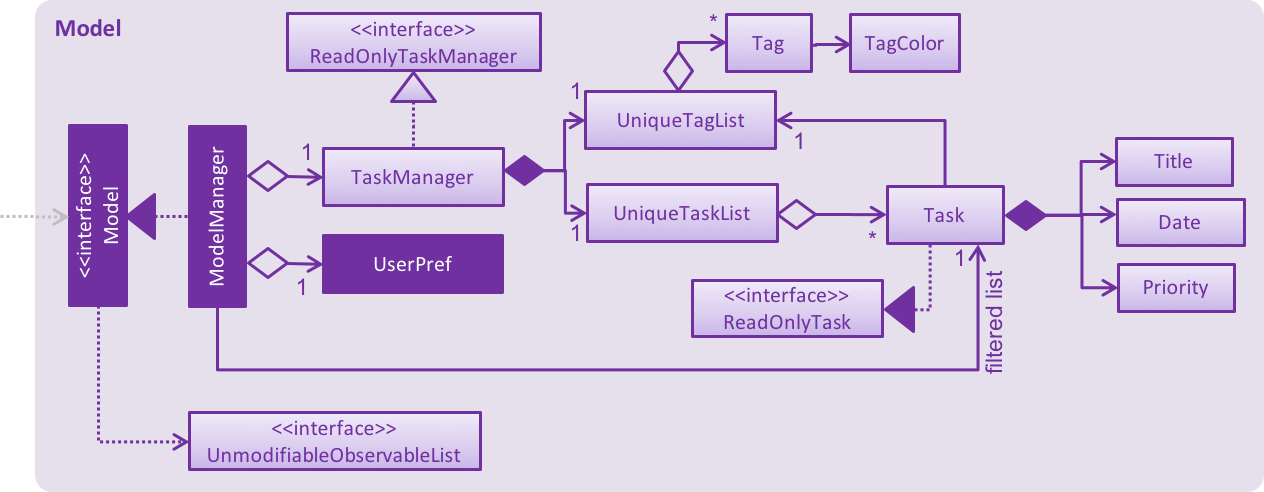 Model
<<interface>>
ReadOnlyTaskManager
*
Tag
TagColor
1
UniqueTagList
1
<<interface>>
Model
ModelManager
1
TaskManager
Title
UniqueTaskList
1
*
Task
Date
1
UserPref
1
filtered list
<<interface>>
ReadOnlyTask
Priority
<<interface>>
UnmodifiableObservableList